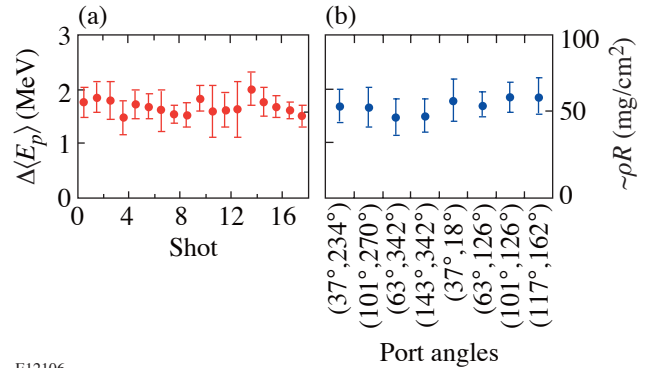 (a)
(b)
3
2
1
0
Δ⟨E_p⟩ (MeV)
0 4 8 12 16
Shot
100
50
0
~ρR (mg/cm²)
(37°,234°)
(101°,270°)
(63°,342°)
(143°,342°)
(37°,18°)
(63°,126°)
(101°,126°)
(117°,162°)
Port angles